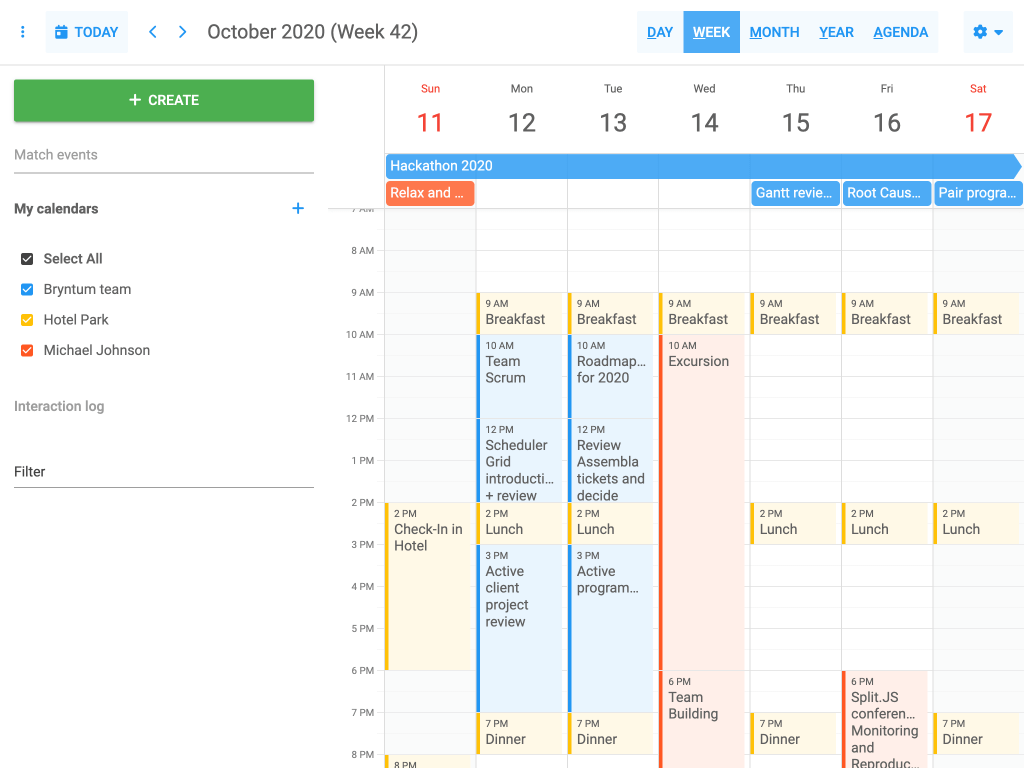 TODAY
October 2020 (Week 42)
DAY
WEEK
MONTH
YEAR
AGENDA
CREATE
Match events
My calendars
Select All
Bryntum team
Hotel Park
Michael Johnson
Interaction log
Filter
Sun
11
Mon
12
Tue
13
Wed
14
Thu
15
Fri
16
Sat
17
Hackathon 2020
Relax and ...
Gantt revie...
Root Caus...
Pair progra...
7 AM
8 AM
9 AM
10 AM
11 AM
12 PM
1 PM
2 PM
3 PM
4 PM
5 PM
6 PM
7 PM
8 PM
2 PM
Check-In in
Hotel
8 PM
9 AM
Breakfast
10 AM
Team
Scrum
12 PM
Scheduler
Grid
introducti...
+ review
2 PM
Lunch
3 PM
Active
client
project
review
7 PM
Dinner
9 AM
Breakfast
10 AM
Roadmap...
for 2020
12 PM
Review
Assembla
tickets and
decide
2 PM
Lunch
3 PM
Active
program...
7 PM
Dinner
9 AM
Breakfast
10 AM
Excursion
6 PM
Team
Building
9 AM
Breakfast
2 PM
Lunch
7 PM
Dinner
9 AM
Breakfast
2 PM
Lunch
6 PM
Split.JS
conferen...
Monitoring
and
Reproduc...
9 AM
Breakfast
2 PM
Lunch
7 PM
Dinner